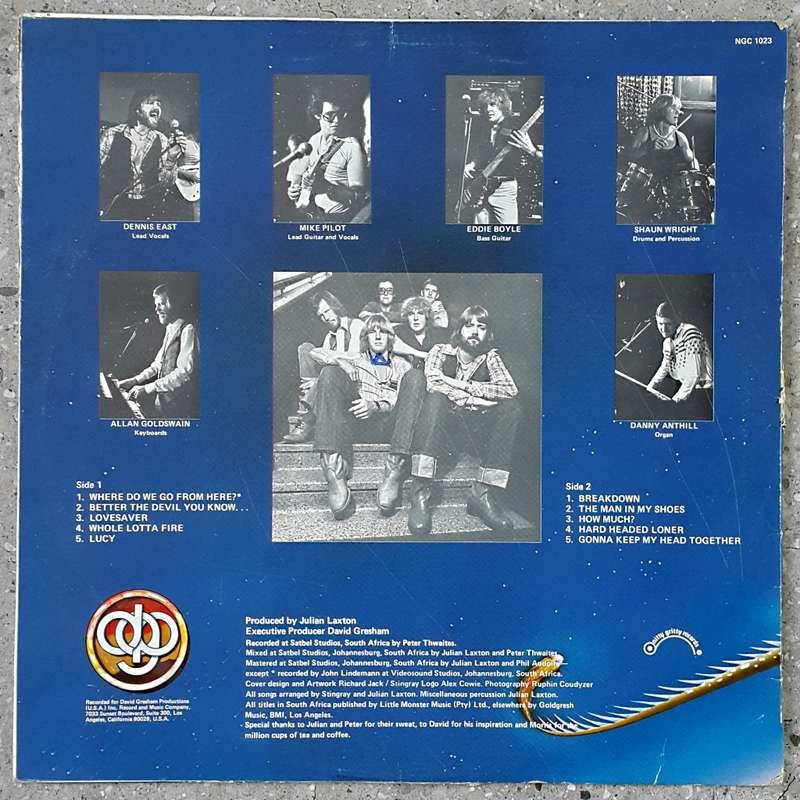 NGC 1023
DENNIS EAST
Lead Vocals
MIKE PILOT
Lead Guitar and Vocals
EDDIE BOYLE
Bass Guitar
SHAUN WRIGHT
Drums and Percussion
ALLAN GOLDSWAIN
Keyboards
DANNY ANTHILL
Organ
Side 1
1. WHERE DO WE GO FROM HERE?*
2. BETTER THE DEVIL YOU KNOW...
3. LOVESAVER
4. WHOLE LOTTA FIRE
5. LUCY
Side 2
1. BREAKDOWN
2. THE MAN IN MY SHOES
3. HOW MUCH?
4. HARD HEADED LONER
5. GONNA KEEP MY HEAD TOGETHER
dgp
Recorded for David Gresham Productions
(U.S.A.) Inc. Record and Music Company,
7033 Sunset Boulevard, Suite 300, Los
Angeles, California 90028, U.S.A.
Produced by Julian Laxton
Executive Producer David Gresham
Recorded at Satbel Studios, South Africa by Peter Thwaites.
Mixed at Satbel Studios, Johannesburg, South Africa by Julian Laxton and Peter Thwaites
Mastered at Satbel Studios, Johannesburg, South Africa by Julian Laxton and Phil
except * recorded by John Lindemann at Videosound Studios, Johannesburg, South Africa.
Cover design and Artwork Richard Jack / Stingray Logo Alex Cowie. Photography Ruphin Coudyzer
All songs arranged by Stingray and Julian Laxton. Miscellaneous percussion Julian Laxton.
All titles in South Africa published by Little Monster Music (Pty) Ltd., elsewhere by Goldgresh
Music, BMI, Los Angeles.
Special thanks to Julian and Peter for their sweat, to David for his inspiration and Morris for the
million cups of tea and coffee.
nitty gritty records